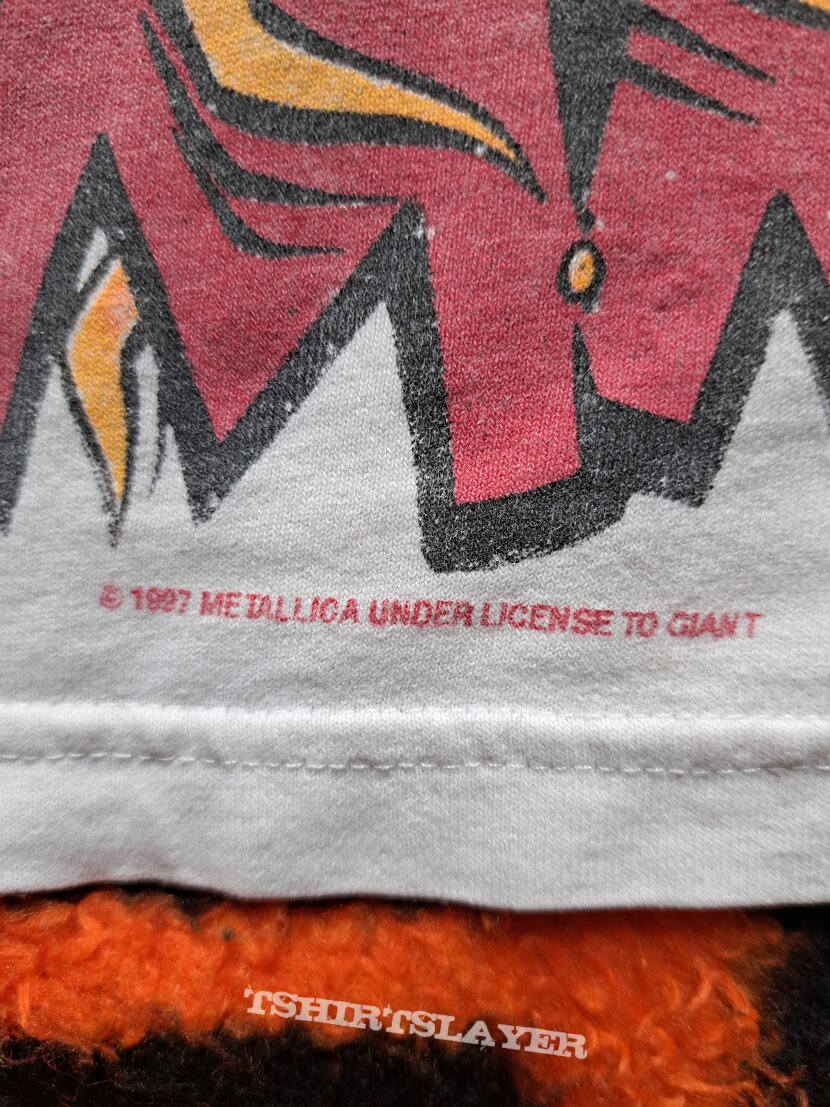 © 1997 METALLICA UNDER LICENSE TO GIANT
TSHIRTSLAYER